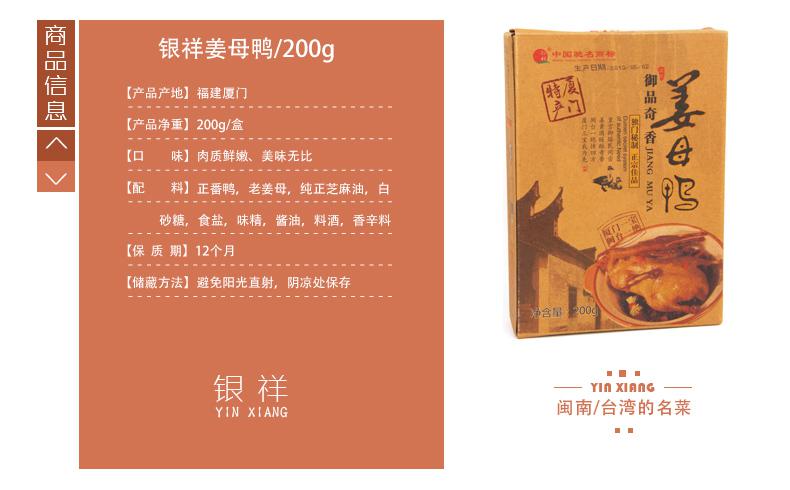 商品信息
银祥姜母鸭/200g
【产品产地】福建厦门
【产品净重】200g/盒
【口 味】肉质鲜嫩、美味无比
【配 料】正番鸭，老姜母，纯正芝麻油，白
砂糖，食盐，味精，酱油，料酒，香辛料
【保 质 期】12个月
【储藏方法】避免阳光直射，阴凉处保存
银祥
YIN XIANG
中国驰名商标
生产日期
厦门
特产
姜母鸭
御品奇香
JIANG MU YA
独门秘制 正宗佳品
净含量 200g
YIN XIANG
闽南/台湾的名菜